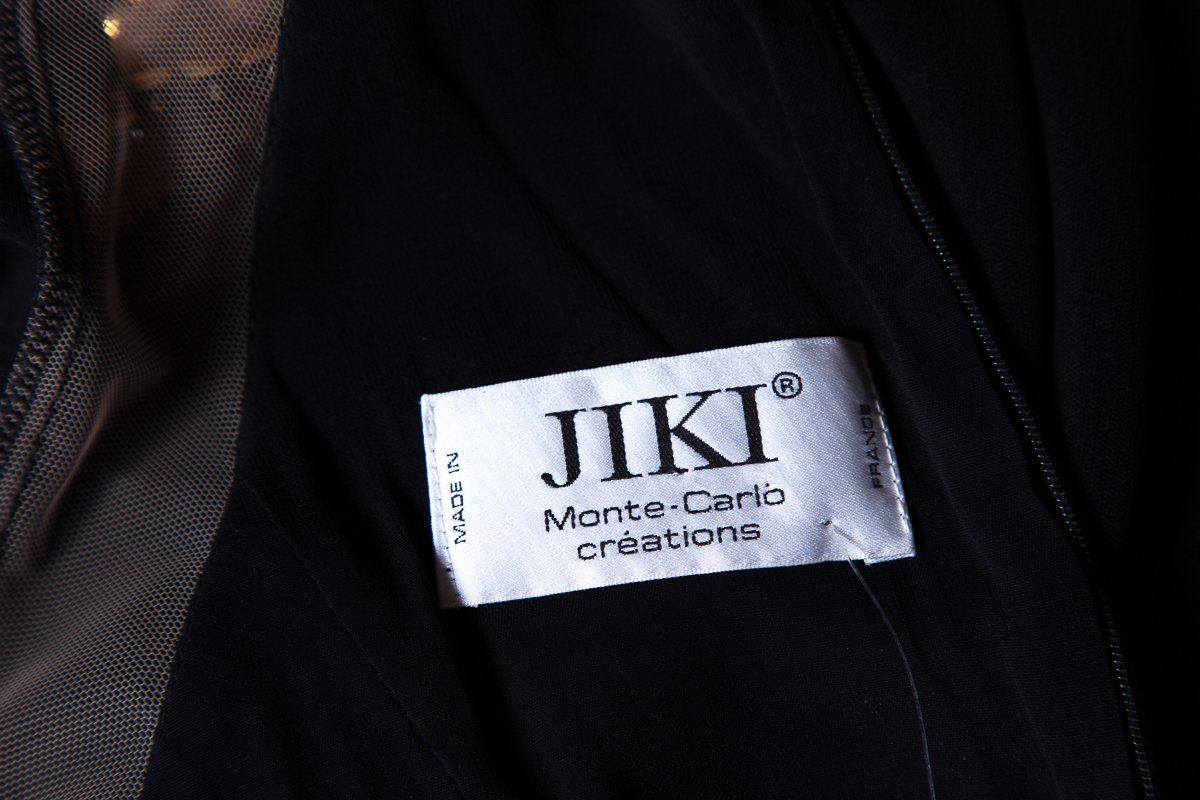 MADE IN
JIKI®
Monte-Carlo
créations
FRANCE